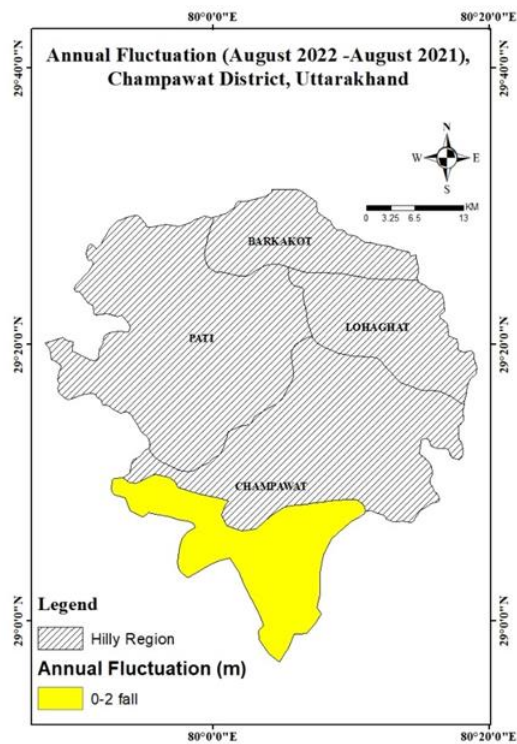 80°0'0"E 80°20'0"E
Annual Fluctuation (August 2022 -August 2021),
Champawat District, Uttarakhand
29°40'0"N 29°40'0"N
N
W E
S
KM
0 3.25 6.5 13
BARKAKOT
LOHAGHAT
PATI
29°20'0"N 29°20'0"N
CHAMPAWAT
Legend
29°0'0"N 29°0'0"N
Hilly Region
Annual Fluctuation (m)
0-2 fall
80°0'0"E 80°20'0"E